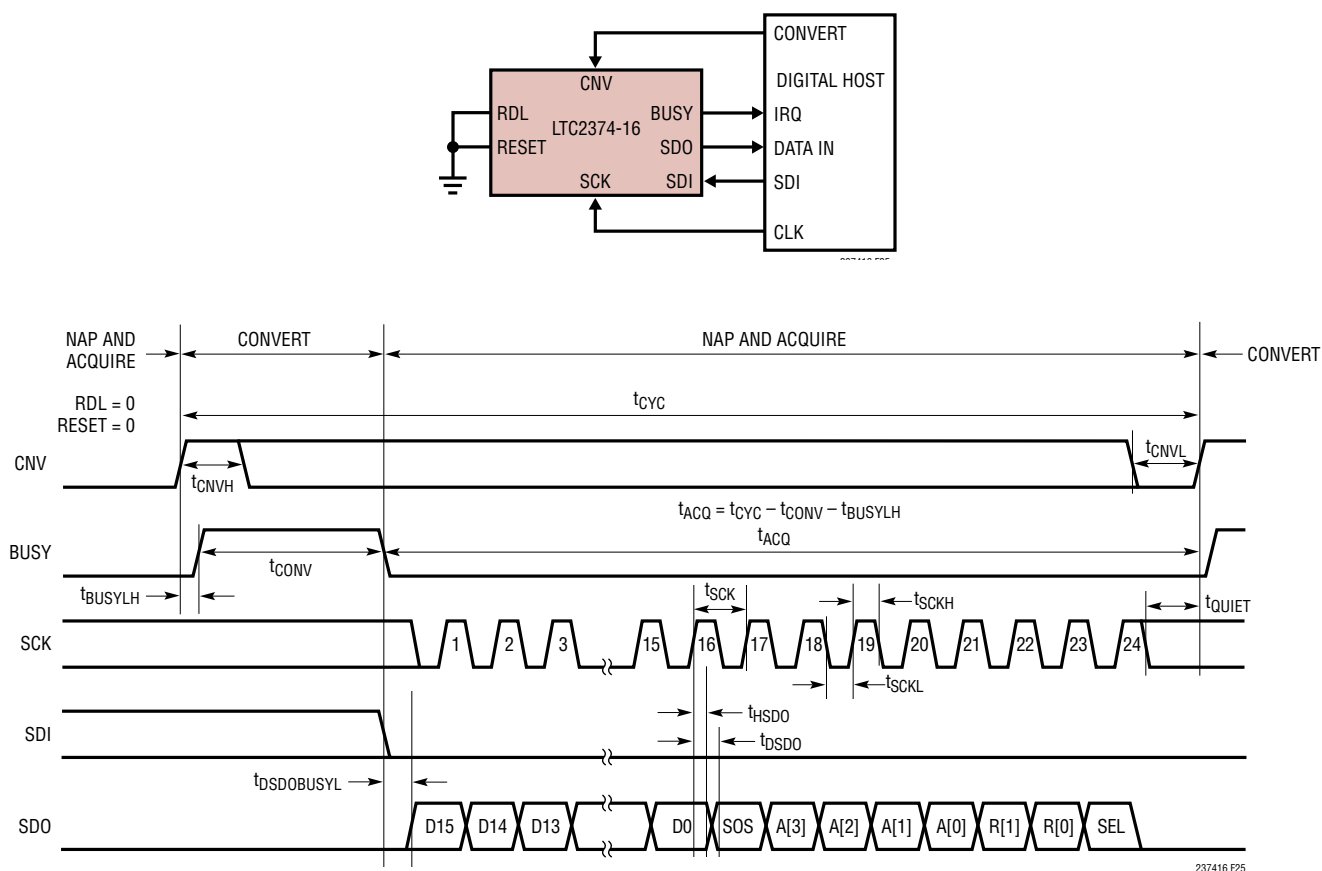 CONVERT
CNV
DIGITAL HOST
RDL
BUSY
IRQ
LTC2374-16
RESET
SDO
DATA IN
SCK
SDI
SDI
CLK
NAP AND
ACQUIRE
CONVERT
NAP AND ACQUIRE
CONVERT
RDL = 0
RESET = 0
tCYC
CNV
tCNVH
tCNVL
tACQ = tCYC – tCONV – tBUSYLH
tACQ
BUSY
tCONV
tBUSYLH
tSCK
tSCKH
tQUIET
SCK
1 2 3 15 16 17 18 19 20 21 22 23 24
tSCKL
tHSDO
SDI
tDSDO
tDSDOBUSYL
SDO
D15 D14 D13 D0 SOS A[3] A[2] A[1] A[0] R[1] R[0] SEL
237416 F25